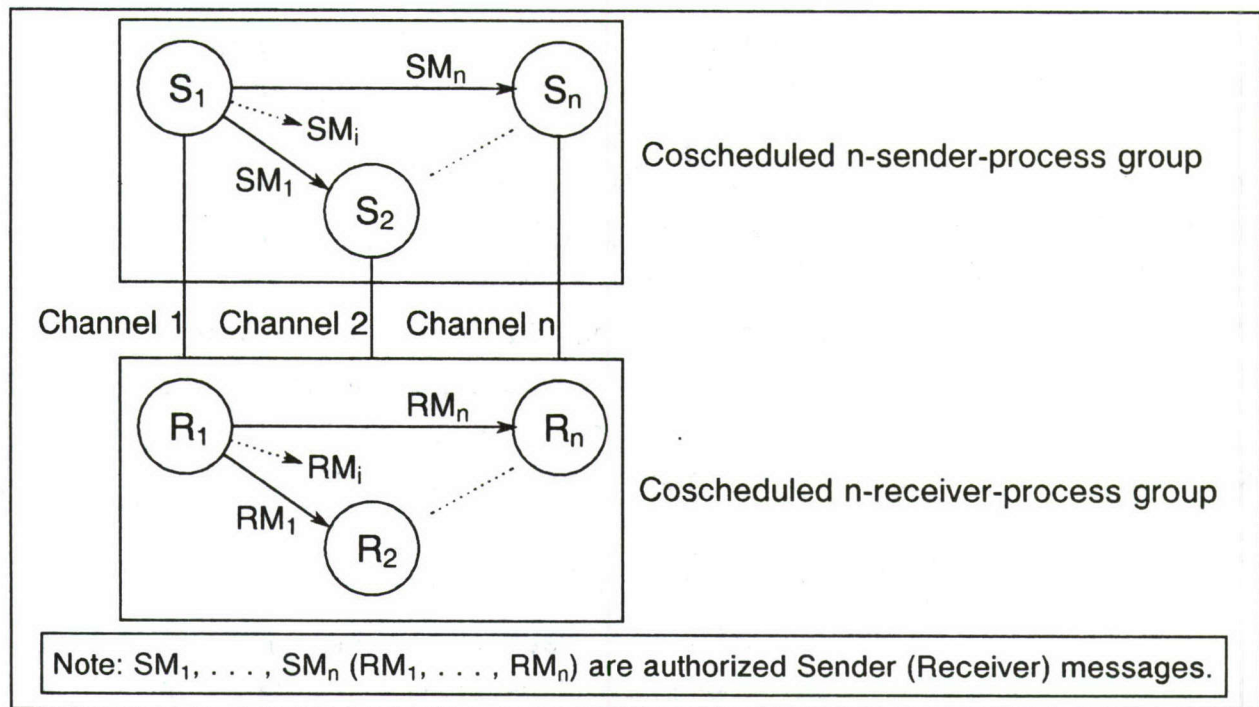 S₁
SMₙ
Sₙ
SMᵢ
SM₁
S₂
Coscheduled n-sender-process group
Channel 1
Channel 2
Channel n
R₁
RMₙ
Rₙ
RMᵢ
RM₁
R₂
Coscheduled n-receiver-process group
Note: SM₁, . . . , SMₙ (RM₁, . . . , RMₙ) are authorized Sender (Receiver) messages.